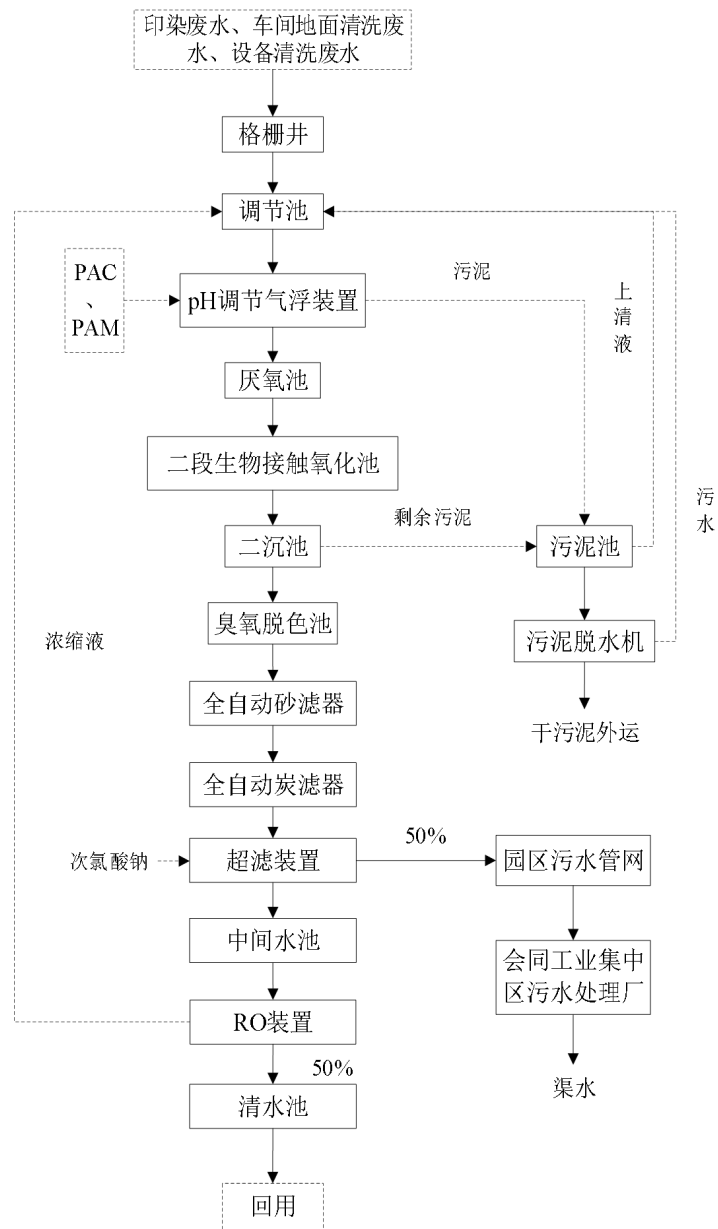 印染废水、车间地面清洗废
水、设备清洗废水
格栅井
调节池
PAC
、
PAM
pH调节气浮装置
污泥
上
清
液
厌氧池
二段生物接触氧化池
污
水
剩余污泥
二沉池
污泥池
臭氧脱色池
污泥脱水机
浓缩液
全自动砂滤器
干污泥外运
全自动炭滤器
50%
次氯酸钠
超滤装置
园区污水管网
中间水池
会同工业集中
区污水处理厂
RO装置
50%
渠水
清水池
回用